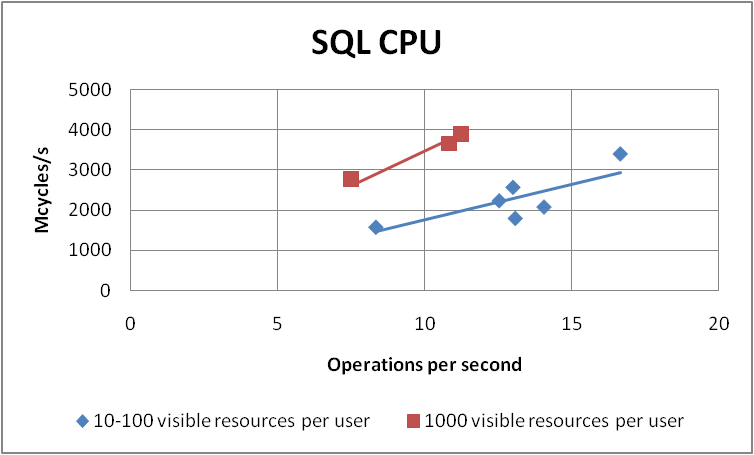 SQL CPU
5000
4000
3000
2000
1000
0
Mcycles/s
0 5 10 15 20
Operations per second
10-100 visible resources per user 1000 visible resources per user